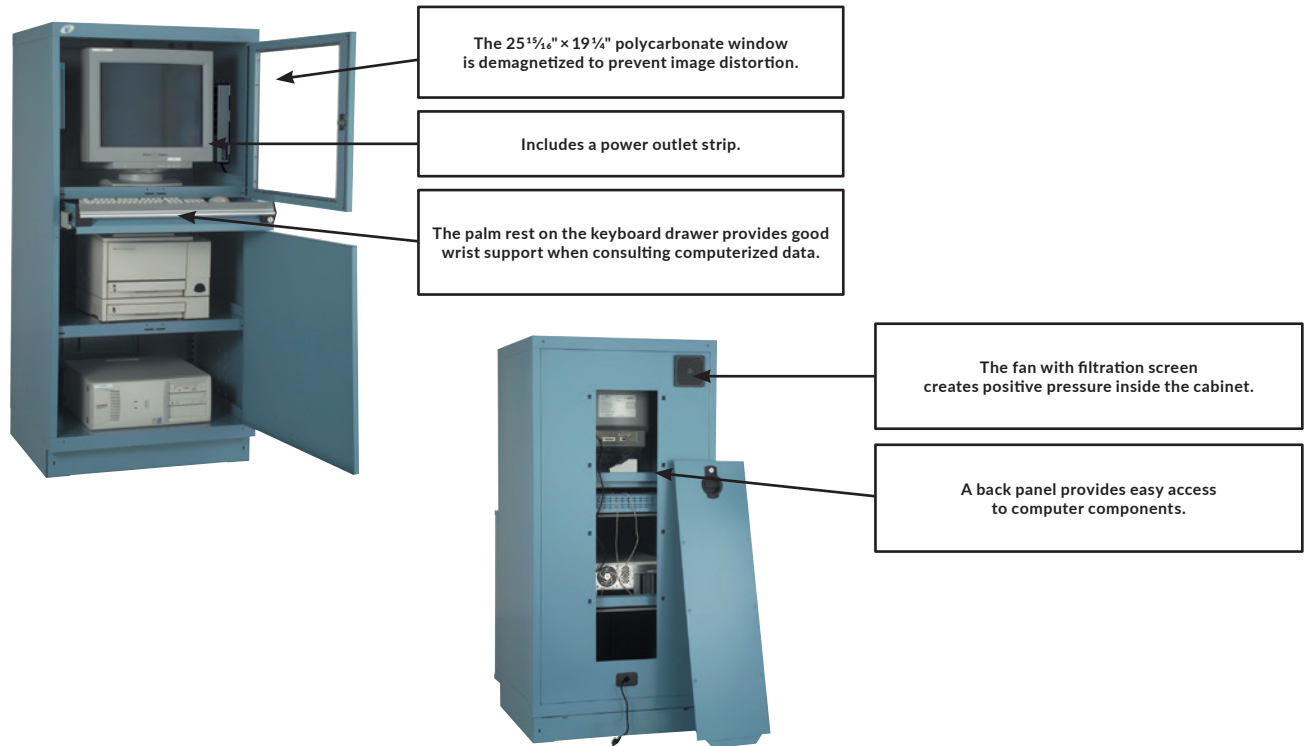 The 25¹⁵⁄₁₆" × 19¼" polycarbonate window
is demagnetized to prevent image distortion.
Includes a power outlet strip.
The palm rest on the keyboard drawer provides good
wrist support when consulting computerized data.
The fan with filtration screen
creates positive pressure inside the cabinet.
A back panel provides easy access
to computer components.